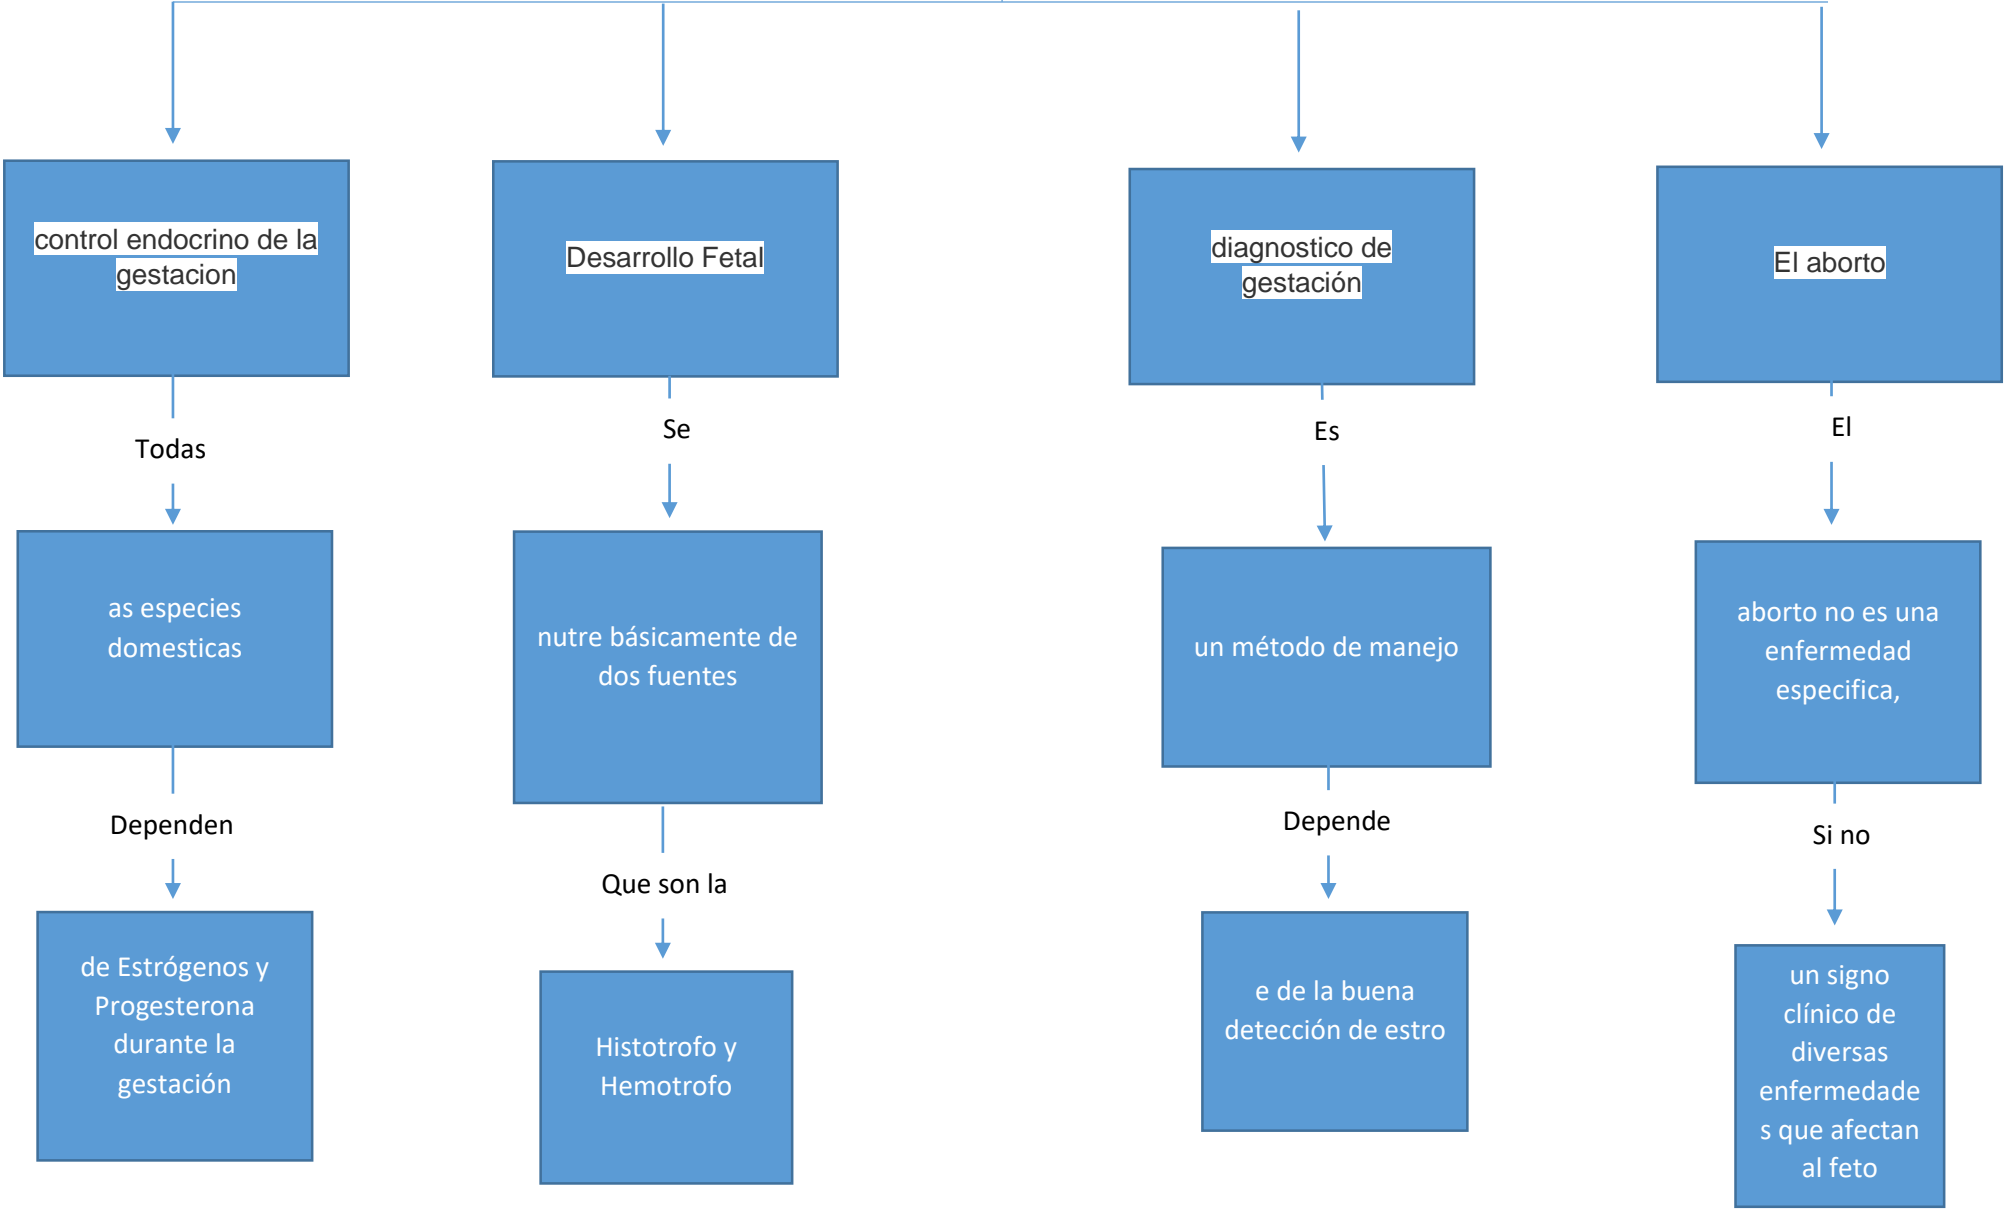 control endocrino de la
gestacion
Todas
as especies
domesticas
Dependen
de Estrógenos y
Progesterona
durante la
gestación
Desarrollo Fetal
Se
nutre básicamente de
dos fuentes
Que son la
Histotrofo y
Hemotrofo
diagnostico de
gestación
Es
un método de manejo
Depende
e de la buena
detección de estro
El aborto
El
aborto no es una
enfermedad
especifica,
Si no
un signo
clínico de
diversas
enfermedade
s que afectan
al feto